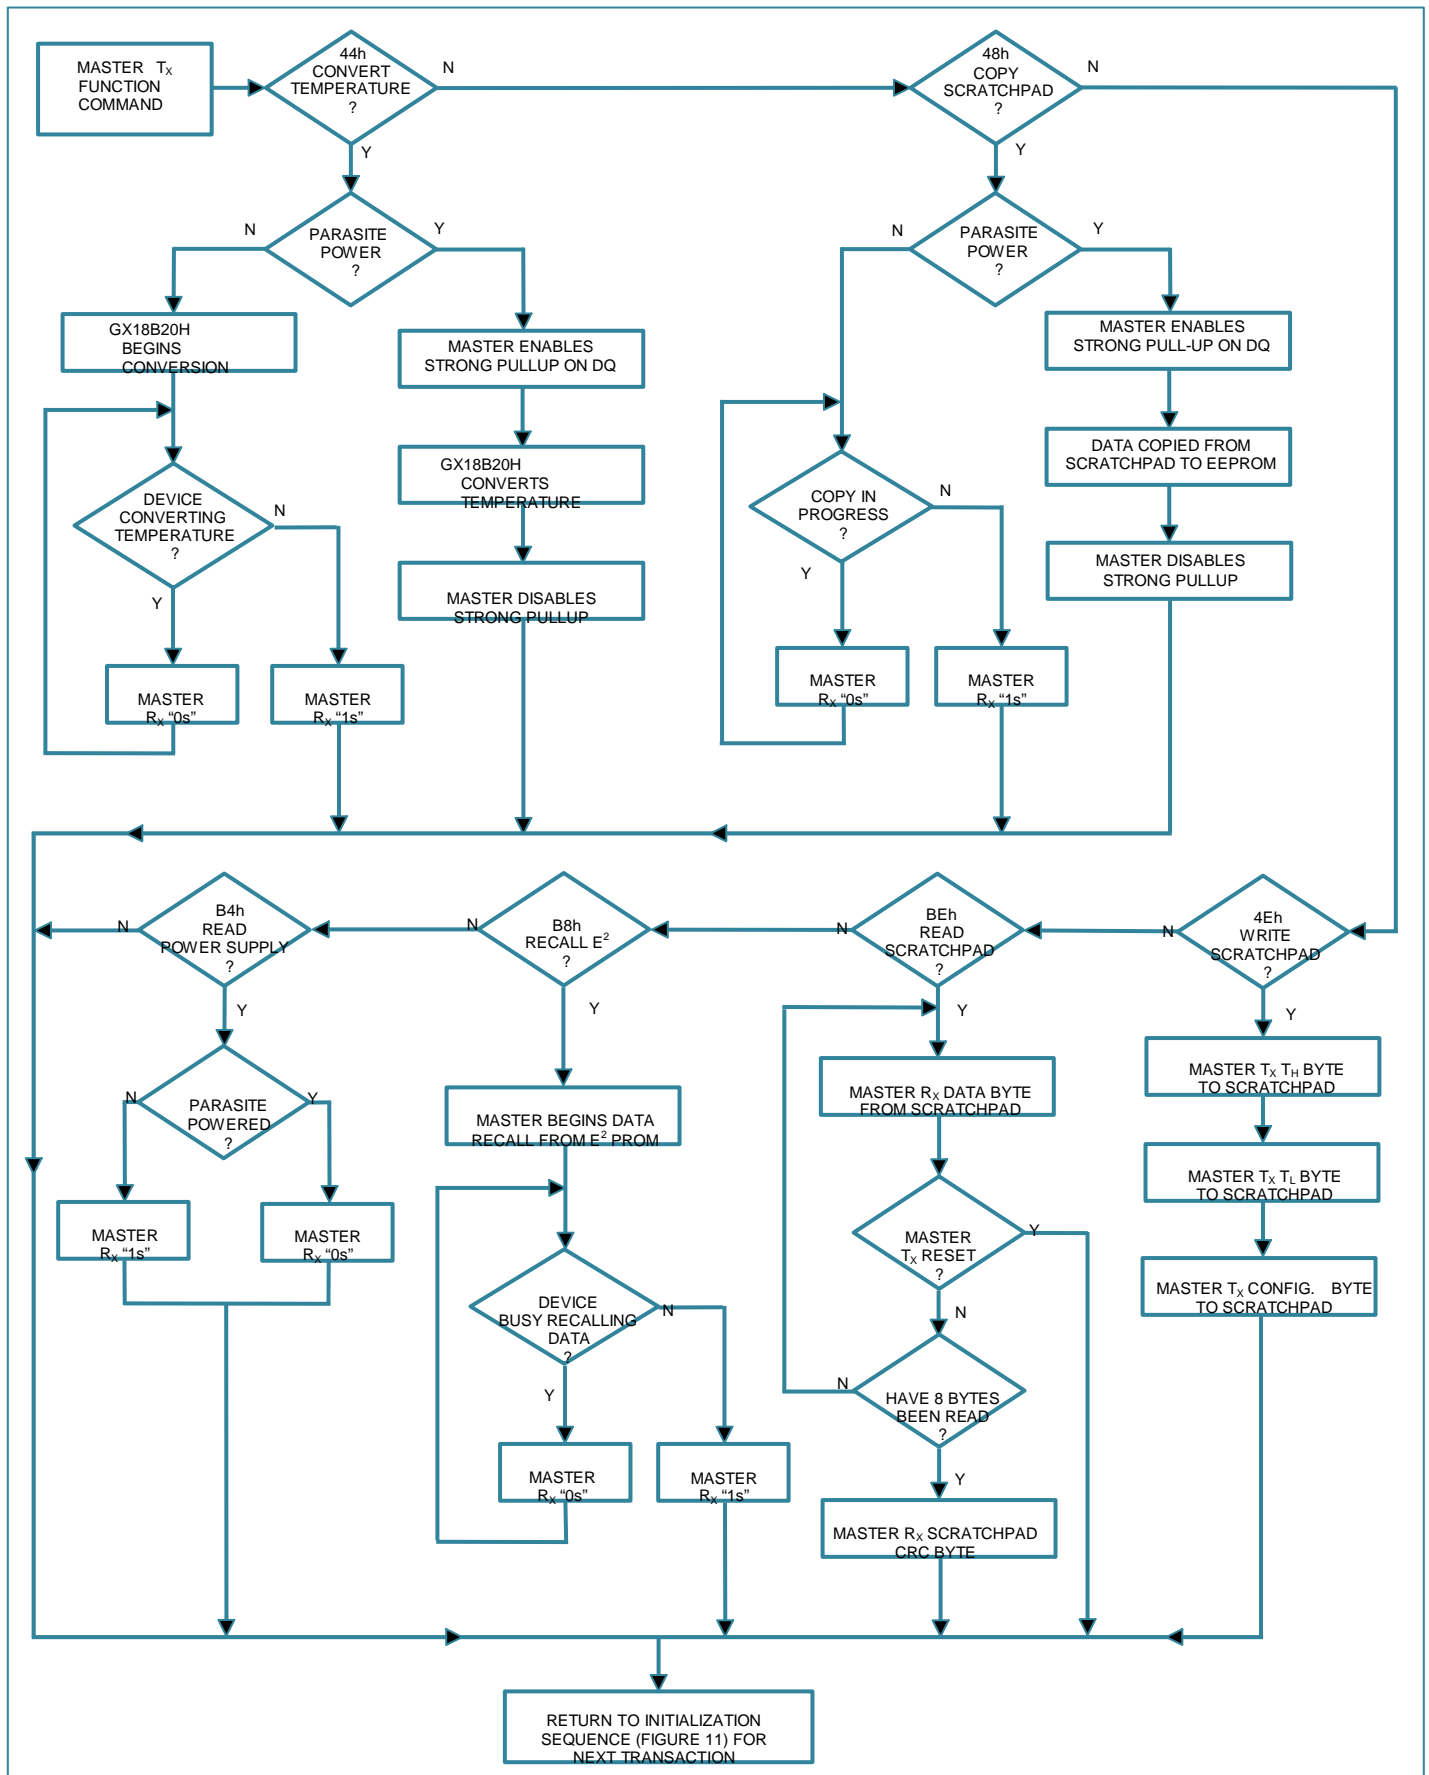 MASTER TX
FUNCTION
COMMAND
44h
CONVERT
TEMPERATURE
?
N
Y
48h
COPY
SCRATCHPAD
?
N
Y
PARASITE
POWER
?
N
Y
PARASITE
POWER
?
N
Y
GX18B20H
BEGINS
CONVERSION
MASTER ENABLES
STRONG PULLUP ON DQ
MASTER ENABLES
STRONG PULL-UP ON DQ
GX18B20H
CONVERTS
TEMPERATURE
DATA COPIED FROM
SCRATCHPAD TO EEPROM
DEVICE
CONVERTING
TEMPERATURE
?
N
Y
COPY IN
PROGRESS
?
N
Y
MASTER DISABLES
STRONG PULLUP
MASTER DISABLES
STRONG PULLUP
MASTER
RX “0s”
MASTER
RX “1s”
MASTER
RX “0s”
MASTER
RX “1s”
B4h
READ
POWER SUPPLY
?
N
Y
B8h
RECALL E²
?
N
Y
BEh
READ
SCRATCHPAD
?
N
Y
4Eh
WRITE
SCRATCHPAD
?
N
Y
PARASITE
POWERED
?
N
Y
MASTER
RX “1s”
MASTER
RX “0s”
MASTER BEGINS DATA
RECALL FROM E² PROM
DEVICE
BUSY RECALLING
DATA
?
N
Y
MASTER
RX “0s”
MASTER
RX “1s”
MASTER RX DATA BYTE
FROM SCRATCHPAD
MASTER
TX RESET
?
Y
N
HAVE 8 BYTES
BEEN READ
?
N
Y
MASTER RX SCRATCHPAD
CRC BYTE
MASTER TX TH BYTE
TO SCRATCHPAD
MASTER TX TL BYTE
TO SCRATCHPAD
MASTER TX CONFIG. BYTE
TO SCRATCHPAD
RETURN TO INITIALIZATION
SEQUENCE (FIGURE 11) FOR
NEXT TRANSACTION